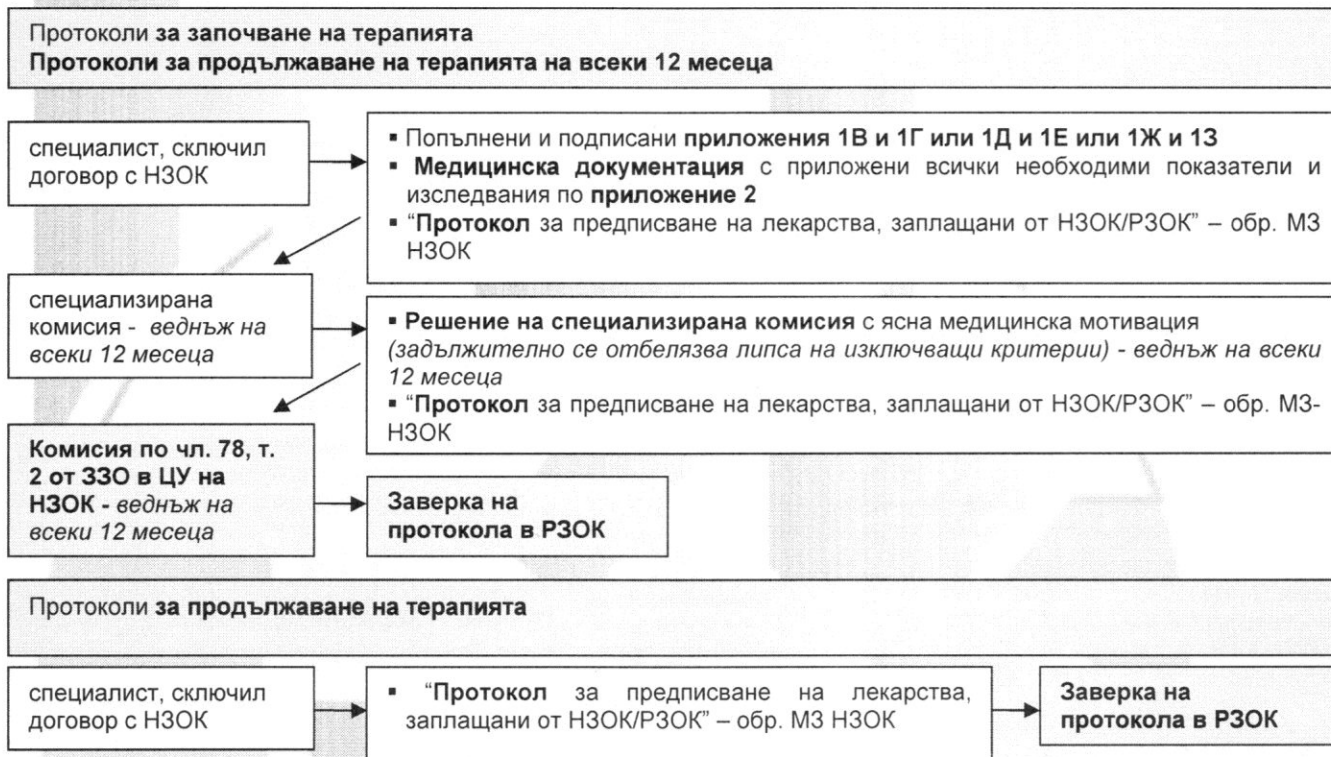 Протоколи за започване на терапията
Протоколи за продължаване на терапията на всеки 12 месеца
специалист, сключил
договор с НЗОК
▪ Попълнени и подписани приложения 1В и 1Г или 1Д и 1Е или 1Ж и 1З
▪ Медицинска документация с приложени всички необходими показатели и
изследвания по приложение 2
▪ “Протокол за предписване на лекарства, заплащани от НЗОК/РЗОК” – обр. МЗ
НЗОК
специализирана
комисия - веднъж на
всеки 12 месеца
▪ Решение на специализирана комисия с ясна медицинска мотивация
(задължително се отбелязва липса на изключващи критерии) - веднъж на всеки
12 месеца
▪ “Протокол за предписване на лекарства, заплащани от НЗОК/РЗОК” – обр. МЗ-
НЗОК
Комисия по чл. 78, т.
2 от ЗЗО в ЦУ на
НЗОК - веднъж на
всеки 12 месеца
Заверка на
протокола в РЗОК
Протоколи за продължаване на терапията
специалист, сключил
договор с НЗОК
▪ “Протокол за предписване на лекарства,
заплащани от НЗОК/РЗОК” – обр. МЗ НЗОК
Заверка на
протокола в РЗОК